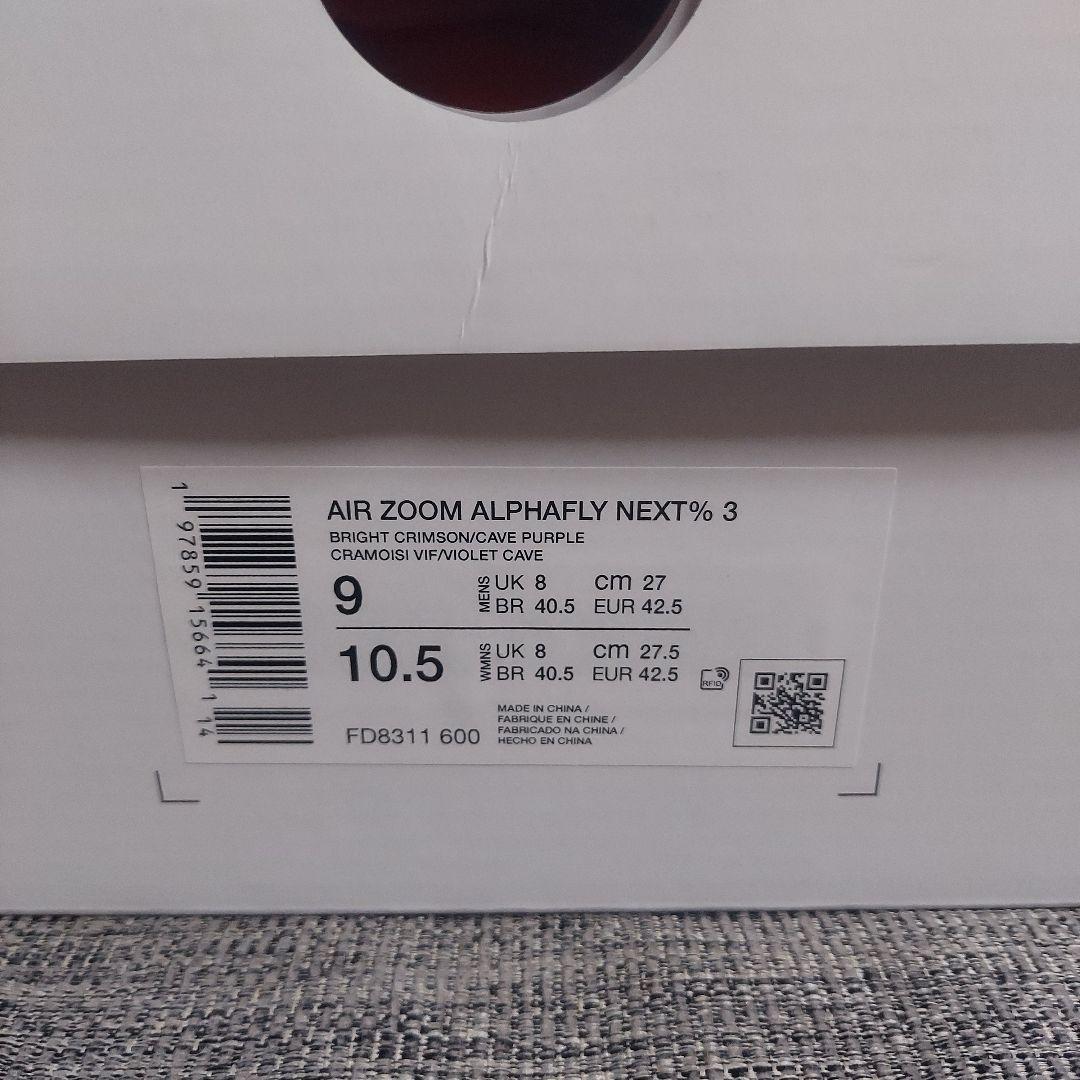 AIR ZOOM ALPHAFLY NEXT% 3
BRIGHT CRIMSON/CAVE PURPLE
CRAMOISI VIF/VIOLET CAVE
9 MENS UK 8 cm 27
BR 40.5 EUR 42.5
10.5 WMNS UK 8 cm 27.5
BR 40.5 EUR 42.5
RFID
FD8311 600
MADE IN CHINA /
FABRIQUE EN CHINE /
FABRICADO NA CHINA /
HECHO EN CHINA
1 97859 15664 1 14